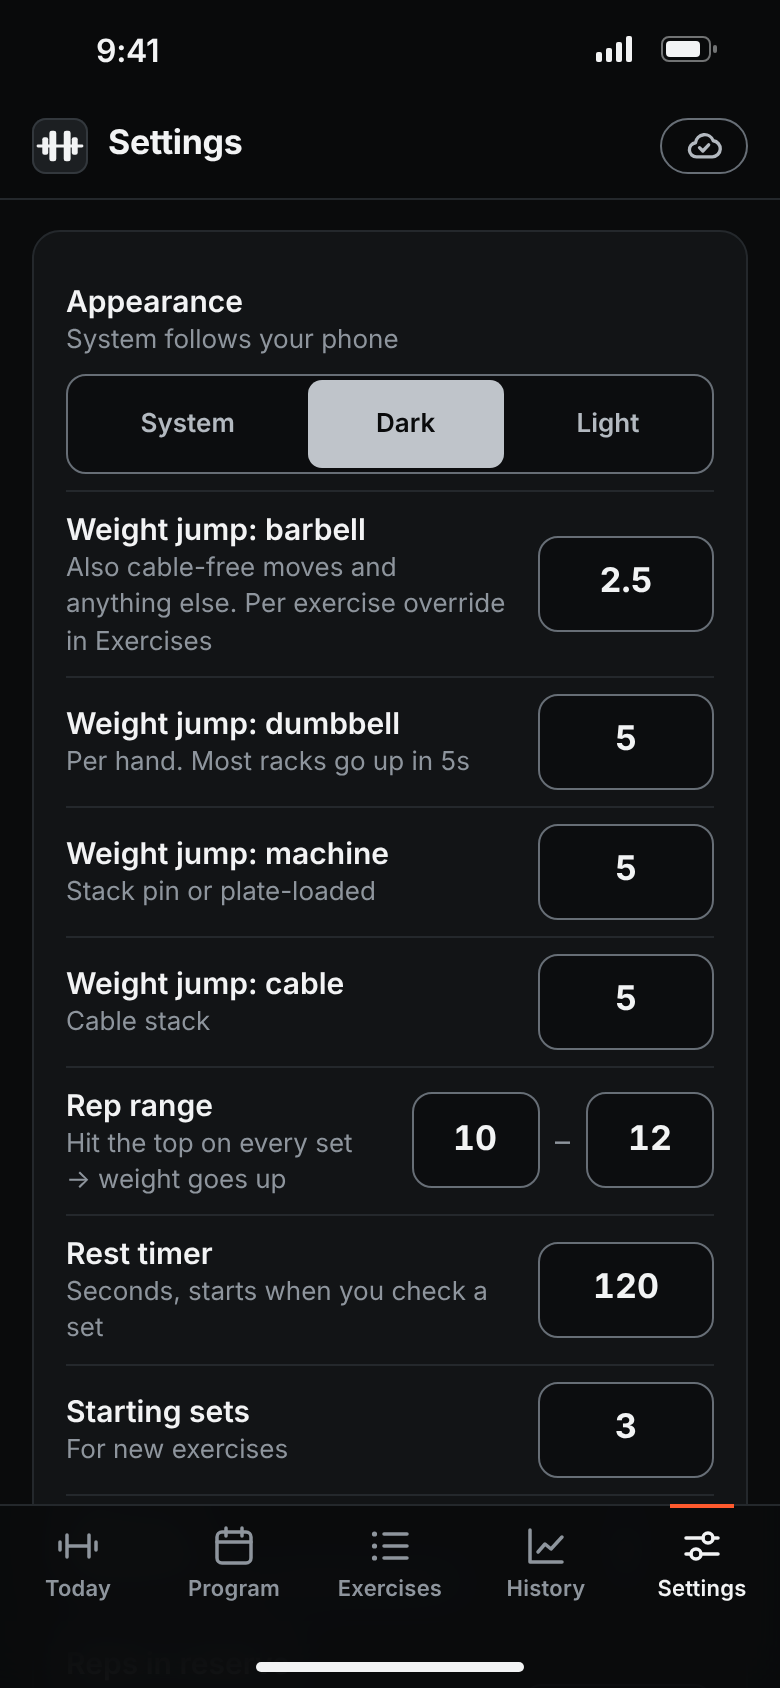 9:41
Settings
Appearance
System follows your phone
System
Dark
Light
Weight jump: barbell
Also cable-free moves and
anything else. Per exercise override
in Exercises
2.5
Weight jump: dumbbell
Per hand. Most racks go up in 5s
5
Weight jump: machine
Stack pin or plate-loaded
5
Weight jump: cable
Cable stack
5
Rep range
Hit the top on every set
→ weight goes up
10 – 12
Rest timer
Seconds, starts when you check a
set
120
Starting sets
For new exercises
3
Today
Program
Exercises
History
Settings
Reps in